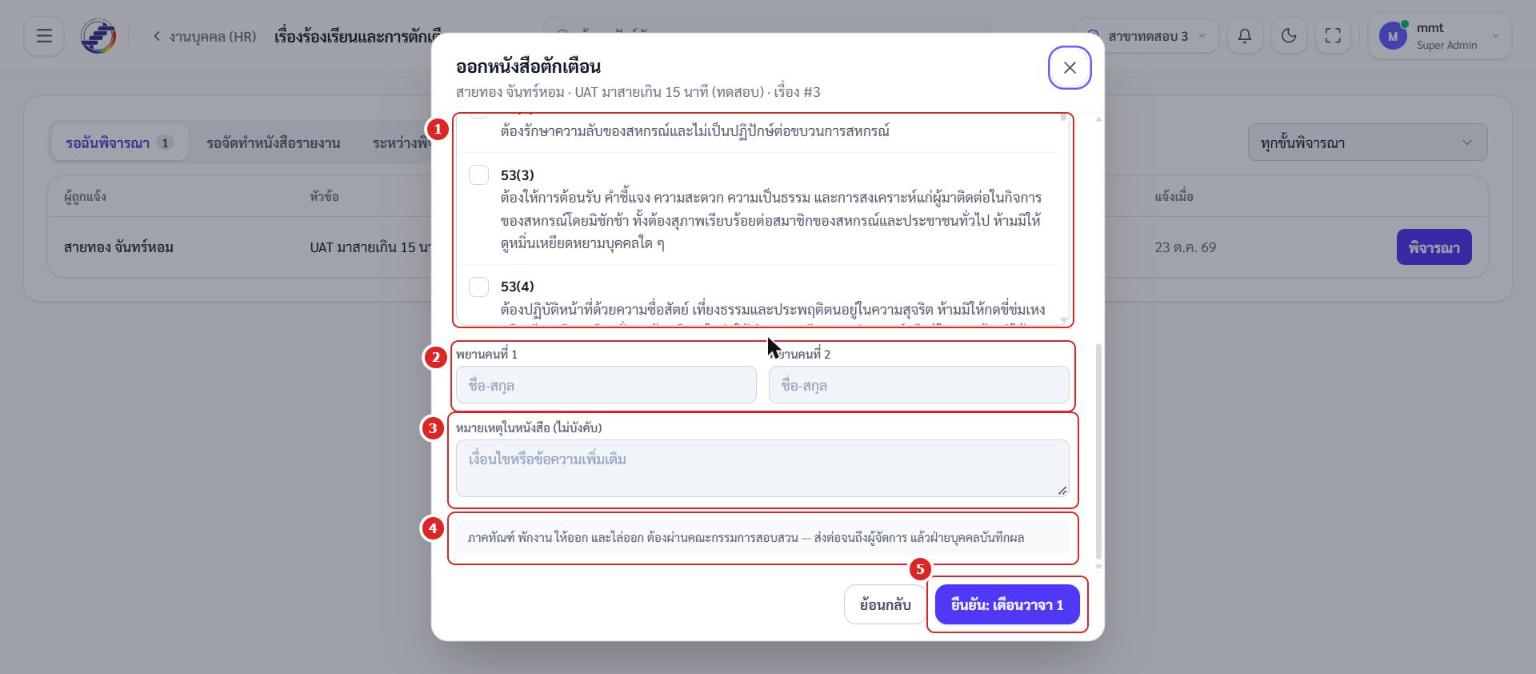 งานบุคคล (HR)
เรื่องร้องเรียนและการตักเตือ
สาขาทดสอบ 3
M
mmt
Super Admin
รอฉันพิจารณา 1
รอจัดทำหนังสือรายงาน
ระหว่างพิ
ทุกขั้นพิจารณา
ผู้ถูกแจ้ง
หัวข้อ
แจ้งเมื่อ
สายทอง จันทร์หอม
UAT มาสายเกิน 15 นา
23 ต.ค. 69
พิจารณา
ออกหนังสือตักเตือน
สายทอง จันทร์หอม · UAT มาสายเกิน 15 นาที (ทดสอบ) · เรื่อง #3
1
ต้องรักษาความลับของสหกรณ์และไม่เป็นปฏิปักษ์ต่อขบวนการสหกรณ์
53(3)
ต้องให้การต้อนรับ คำชี้แจง ความสะดวก ความเป็นธรรม และการสงเคราะห์แก่ผู้มาติดต่อในกิจการ
ของสหกรณ์โดยมิชักช้า ทั้งต้องสุภาพเรียบร้อยต่อสมาชิกของสหกรณ์และประชาชนทั่วไป ห้ามมิให้
ดูหมิ่นเหยียดหยามบุคคลใด ๆ
53(4)
ต้องปฏิบัติหน้าที่ด้วยความซื่อสัตย์ เที่ยงธรรมและประพฤติตนอยู่ในความสุจริต ห้ามมิให้กดขี่ข่มเหง
2
พยานคนที่ 1
ยานคนที่ 2
ชื่อ-สกุล
ชื่อ-สกุล
3
หมายเหตุในหนังสือ (ไม่บังคับ)
เงื่อนไขหรือข้อความเพิ่มเติม
4
ภาคทัณฑ์ พักงาน ให้ออก และไล่ออก ต้องผ่านคณะกรรมการสอบสวน — ส่งต่อจนถึงผู้จัดการ แล้วฝ่ายบุคคลบันทึกผล
5
ย้อนกลับ
ยืนยัน: เตือนวาจา 1